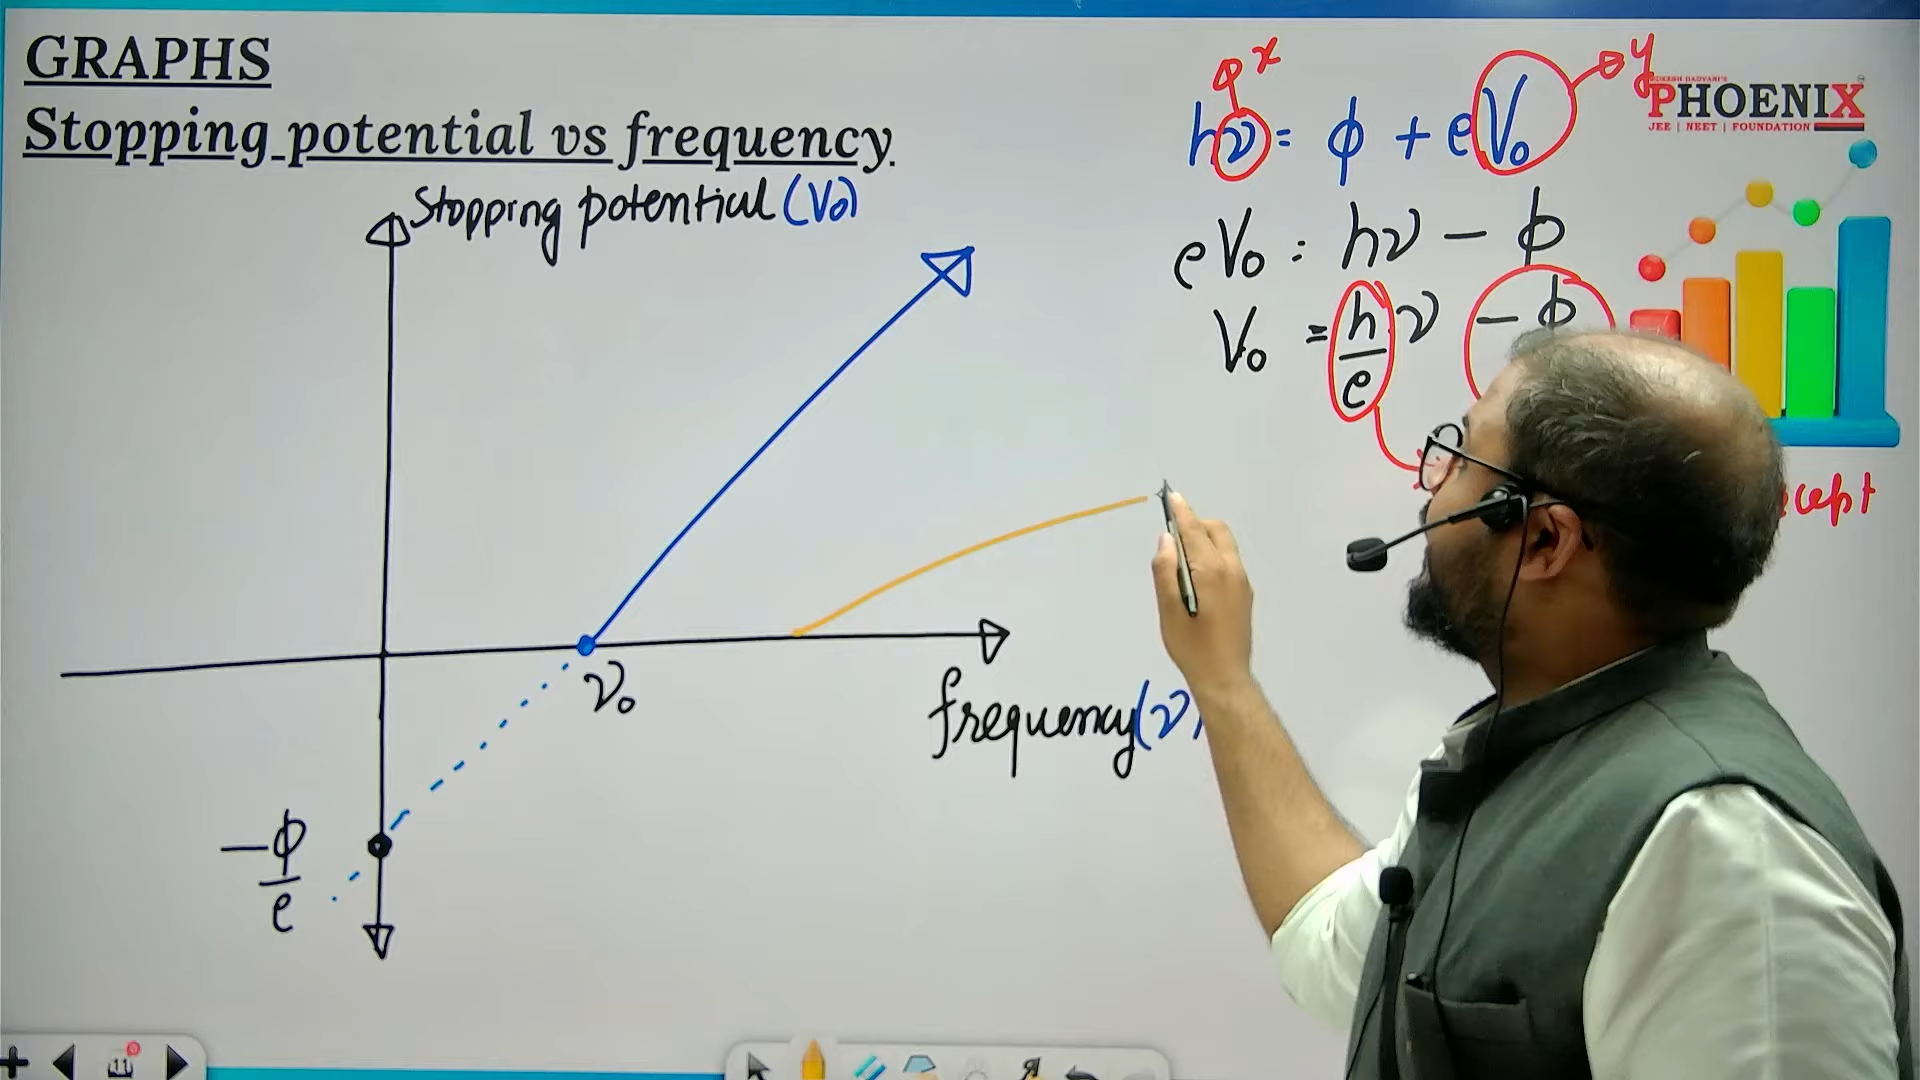 GRAPHS
Stopping potential vs frequency
Stopping potential (V₀)
ν₀
frequency (ν)
-ϕ/e
x
y
hν = ϕ + eV₀
eV₀ = hν - ϕ
V₀ = h/e ν - ϕ
PHOENIX
JEE | NEET | FOUNDATION
11